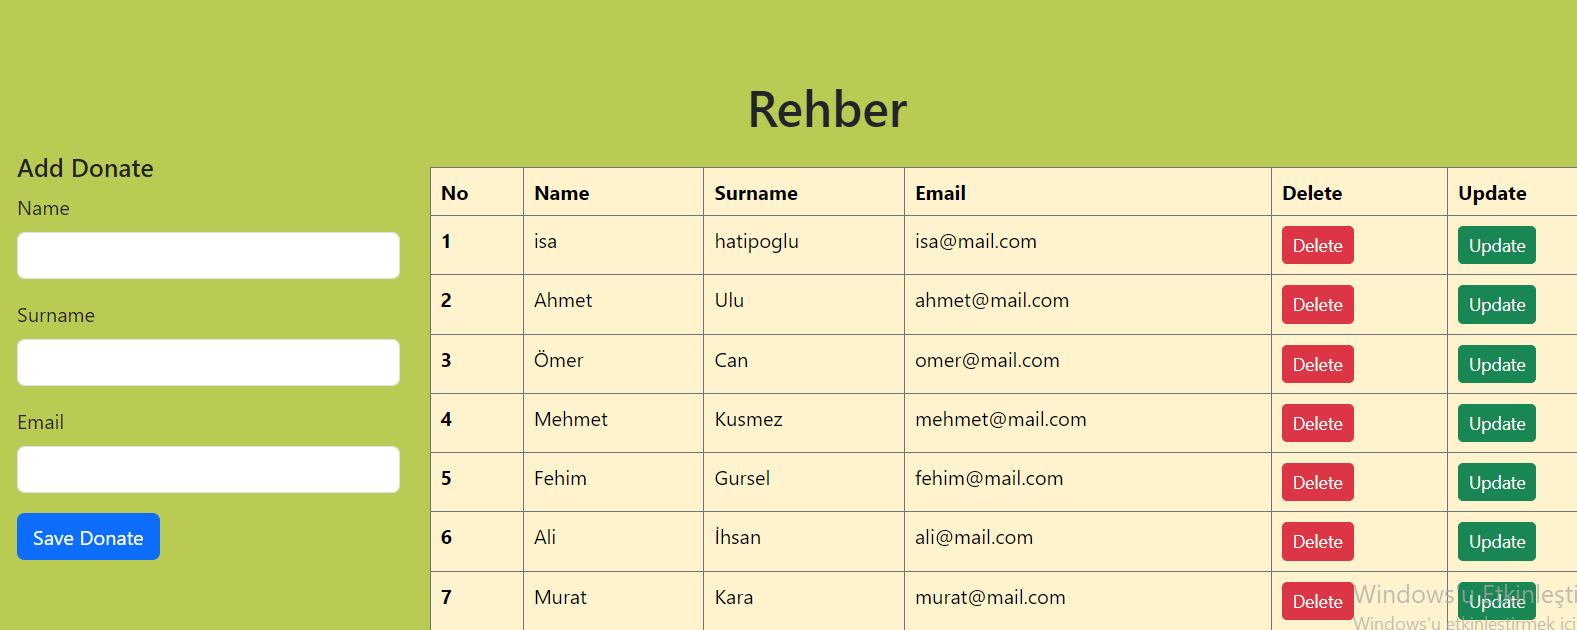 Rehber
Add Donate
Name
Surname
Email
Save Donate
No Name Surname Email Delete Update
1 isa hatipoglu isa@mail.com Delete Update
2 Ahmet Ulu ahmet@mail.com Delete Update
3 Ömer Can omer@mail.com Delete Update
4 Mehmet Kusmez mehmet@mail.com Delete Update
5 Fehim Gursel fehim@mail.com Delete Update
6 Ali İhsan ali@mail.com Delete Update
7 Murat Kara murat@mail.com Delete Update
Windows'u Etkinleşti
Windows'u etkinleştirmek içi